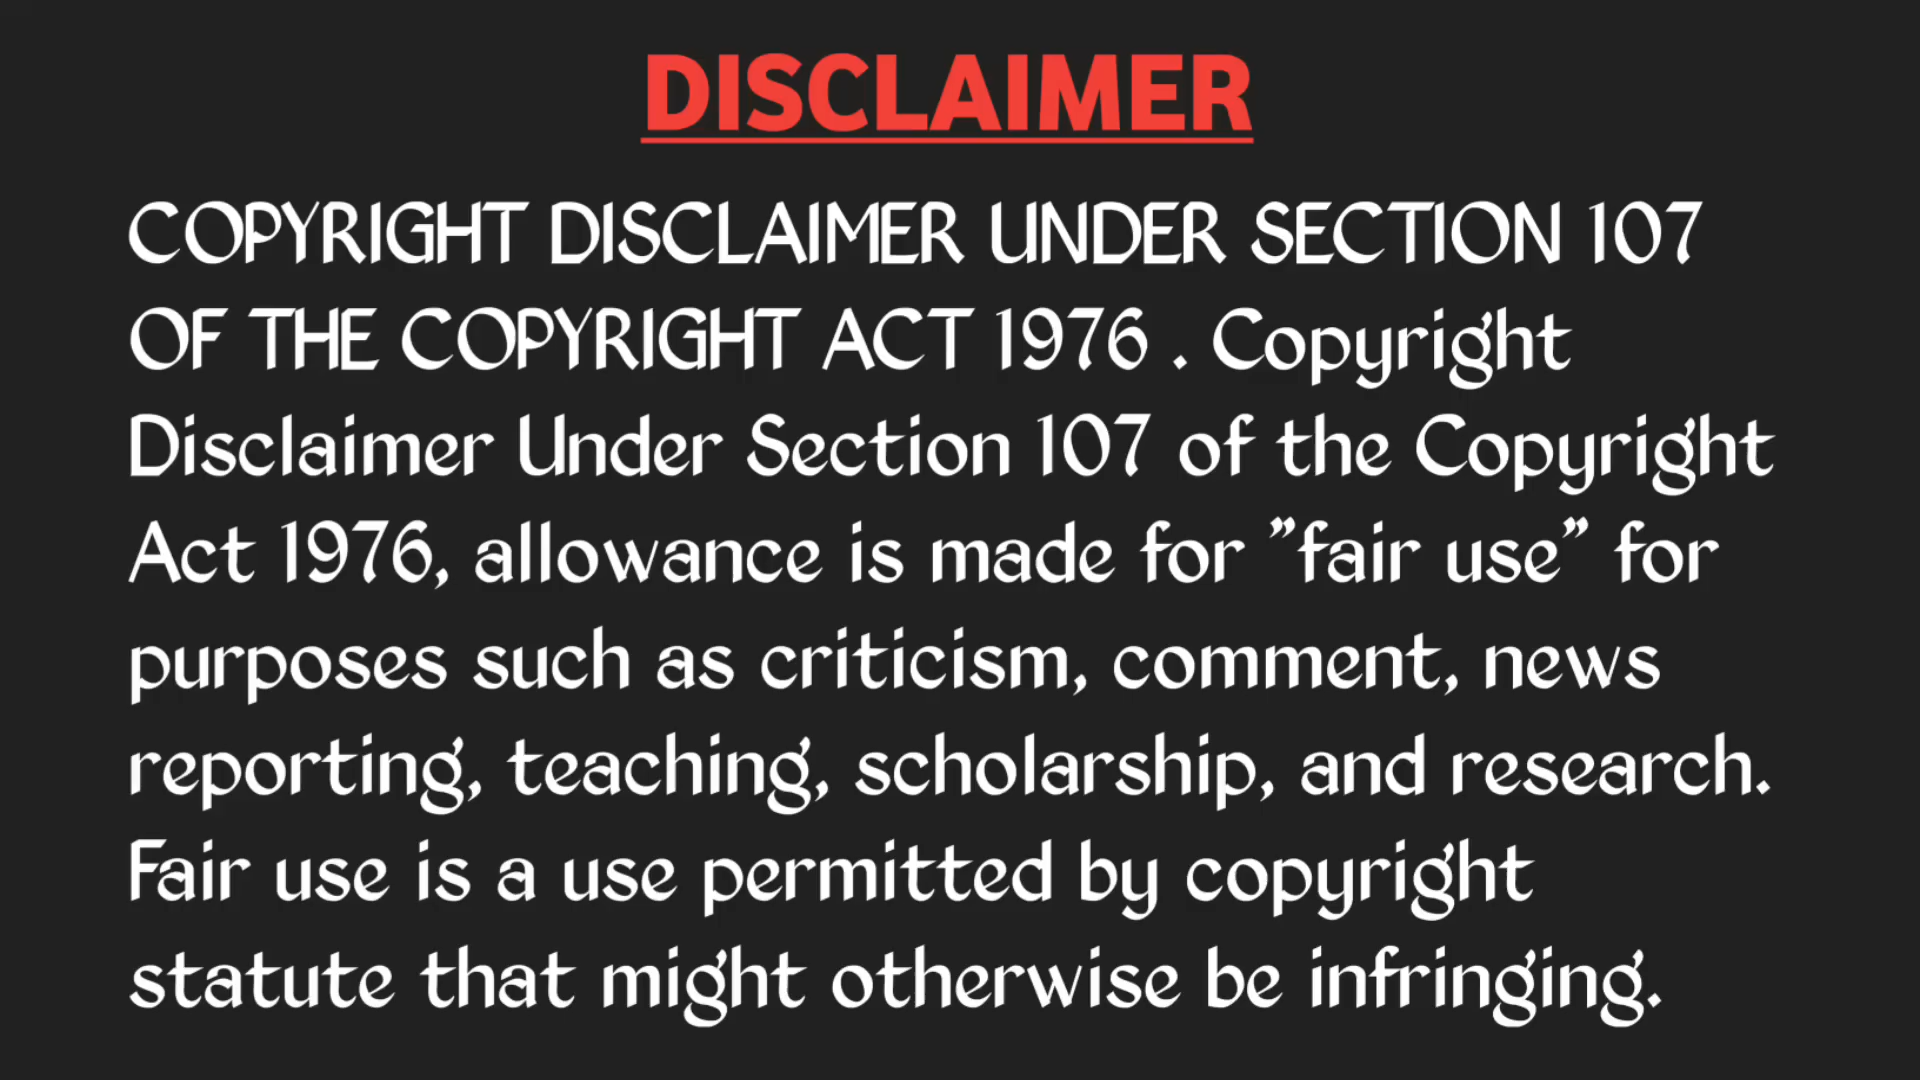 DISCLAIMER
COPYRIGHT DISCLAIMER UNDER SECTION 107
OF THE COPYRIGHT ACT 1976 . Copyright
Disclaimer Under Section 107 of the Copyright
Act 1976, allowance is made for ”fair use” for
purposes such as criticism, comment, news
reporting, teaching, scholarship, and research.
Fair use is a use permitted by copyright
statute that might otherwise be infringing.